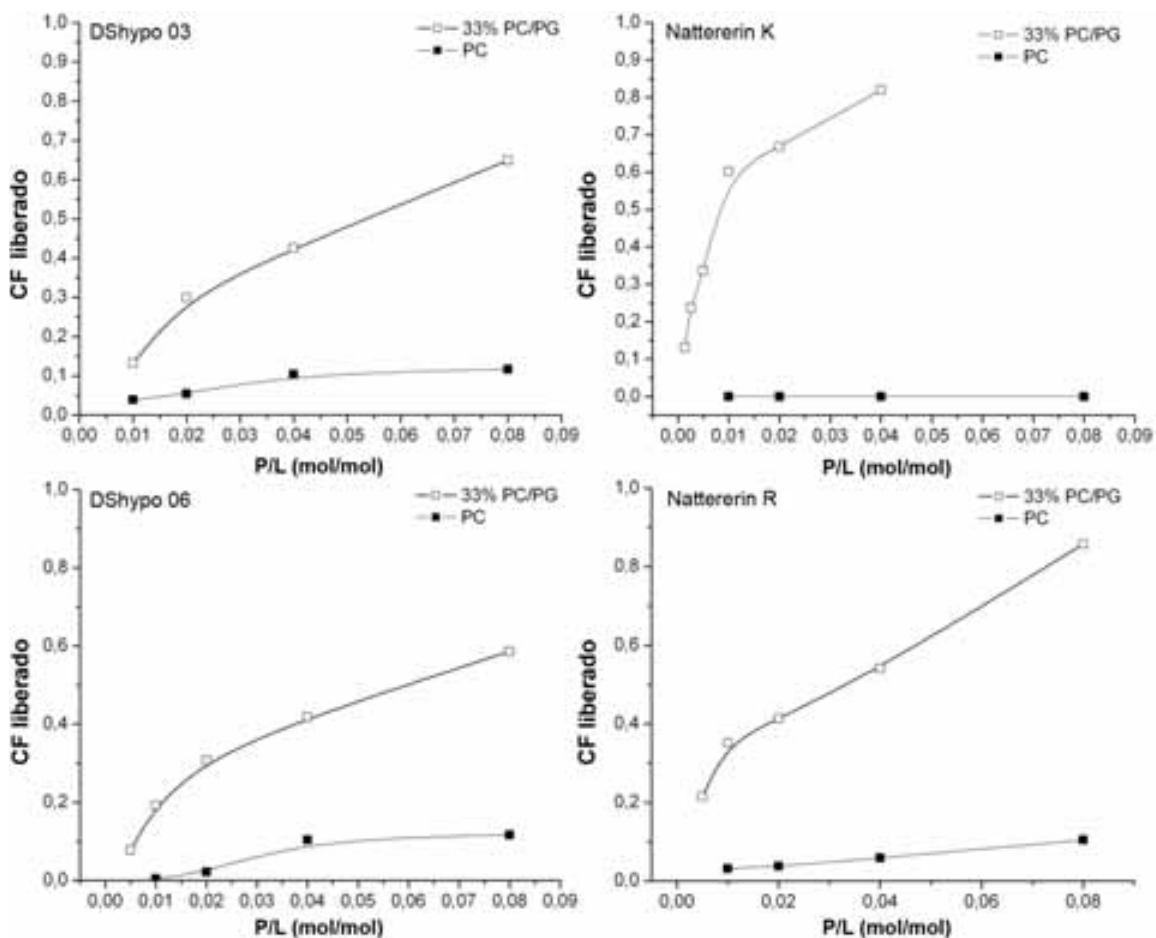 DShypo 03
33% PC/PG
PC
CF liberado
1,0
0,9
0,8
0,7
0,6
0,5
0,4
0,3
0,2
0,1
0,0
0,00 0,01 0,02 0,03 0,04 0,05 0,06 0,07 0,08 0,09
P/L (mol/mol)
Nattererin K
33% PC/PG
PC
CF liberado
1,0
0,9
0,8
0,7
0,6
0,5
0,4
0,3
0,2
0,1
0,0
0,00 0,01 0,02 0,03 0,04 0,05 0,06 0,07 0,08 0,09
P/L (mol/mol)
DShypo 06
33% PC/PG
PC
CF liberado
1,0
0,8
0,6
0,4
0,2
0,0
0,00 0,01 0,02 0,03 0,04 0,05 0,06 0,07 0,08 0,09
P/L (mol/mol)
Nattererin R
33% PC/PG
PC
CF liberado
1,0
0,8
0,6
0,4
0,2
0,0
0,00 0,02 0,04 0,06 0,08
P/L (mol/mol)